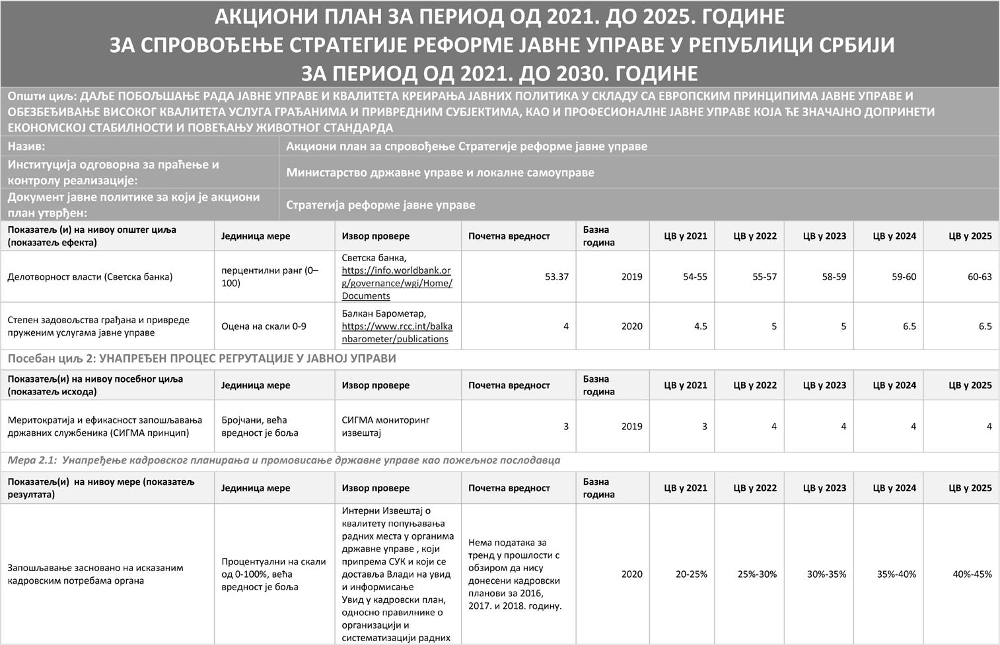 АКЦИОНИ ПЛАН ЗА ПЕРИОД ОД 2021. ДО 2025. ГОДИНЕ
ЗА СПРОВОЂЕЊЕ СТРАТЕГИЈЕ РЕФОРМЕ ЈАВНЕ УПРАВЕ У РЕПУБЛИЦИ СРБИЈИ
ЗА ПЕРИОД ОД 2021. ДО 2030. ГОДИНЕ
Општи циљ: ДАЉЕ ПОБОЉШАЊЕ РАДА ЈАВНЕ УПРАВЕ И КВАЛИТЕТА КРЕИРАЊА ЈАВНИХ ПОЛИТИКА У СКЛАДУ СА ЕВРОПСКИМ ПРИНЦИПИМА ЈАВНЕ УПРАВЕ И
ОБЕЗБЕЂИВАЊЕ ВИСОКОГ КВАЛИТЕТА УСЛУГА ГРАЂАНИМА И ПРИВРЕДНИМ СУБЈЕКТИМА, КАО И ПРОФЕСИОНАЛНЕ ЈАВНЕ УПРАВЕ КОЈА ЋЕ ЗНАЧАЈНО ДОПРИНЕТИ
ЕКОНОМСКОЈ СТАБИЛНОСТИ И ПОВЕЋАЊУ ЖИВОТНОГ СТАНДАРДА
Назив:
Акциони план за спровођење Стратегије реформе јавне управе
Институција одговорна за праћење и
контролу реализације:
Министарство државне управе и локалне самоуправе
Документ јавне политике за који је акциони
план утврђен:
Стратегија реформе јавне управе
Показатељ (и) на нивоу општег циља
(показатељ ефекта)
Јединица мере
Извор провере
Почетна вредност
Базна
година
ЦВ у 2021
ЦВ у 2022
ЦВ у 2023
ЦВ у 2024
ЦВ у 2025
Делотворност власти (Светска банка)
перцентилни ранг (0–
100)
Светска банка,
https://info.worldbank.or
g/governance/wgi/Home/
Documents
53.37
2019
54-55
55-57
58-59
59-60
60-63
Степен задовољства грађана и привреде
пруженим услугама јавне управе
Оцена на скали 0-9
Балкан Барометар,
https://www.rcc.int/balka
nbarometer/publications
4
2020
4.5
5
5
6.5
6.5
Посебан циљ 2: УНАПРЕЂЕН ПРОЦЕС РЕГРУТАЦИЈЕ У ЈАВНОЈ УПРАВИ
Показатељ(и) на нивоу посебног циља
(показатељ исхода)
Јединица мере
Извор провере
Почетна вредност
Базна
година
ЦВ у 2021
ЦВ у 2022
ЦВ у 2023
ЦВ у 2024
ЦВ у 2025
Меритократија и ефикасност запошљавања
државних службеника (СИГМА принцип)
Бројчани, већа
вредност је боља
СИГМА мониторинг
извештај
3
2019
3
4
4
4
4
Мера 2.1: Унапређење кадровског планирања и промовисање државне управе као пожељног послодавца
Показатељ(и) на нивоу мере (показатељ
резултата)
Јединица мере
Извор провере
Почетна вредност
Базна
година
ЦВ у 2021
ЦВ у 2022
ЦВ у 2023
ЦВ у 2024
ЦВ у 2025
Запошљавање засновано на исказаним
кадровским потребама органа
Процентуални на скали
од 0-100%, већа
вредност је боља
Интерни Извештај о
квалитету попуњавања
радних места у органима
државне управе , који
припрема СУК и који се
доставља Влади на увид
и информисање
Увид у кадровски план,
односно правилнике о
организацији и
систематизацији радних
Нема података за
тренд у прошлости с
обзиром да нису
донесени кадровски
планови за 2016,
2017. и 2018. годину.
2020
20-25%
25%-30%
30%-35%
35%-40%
40%-45%